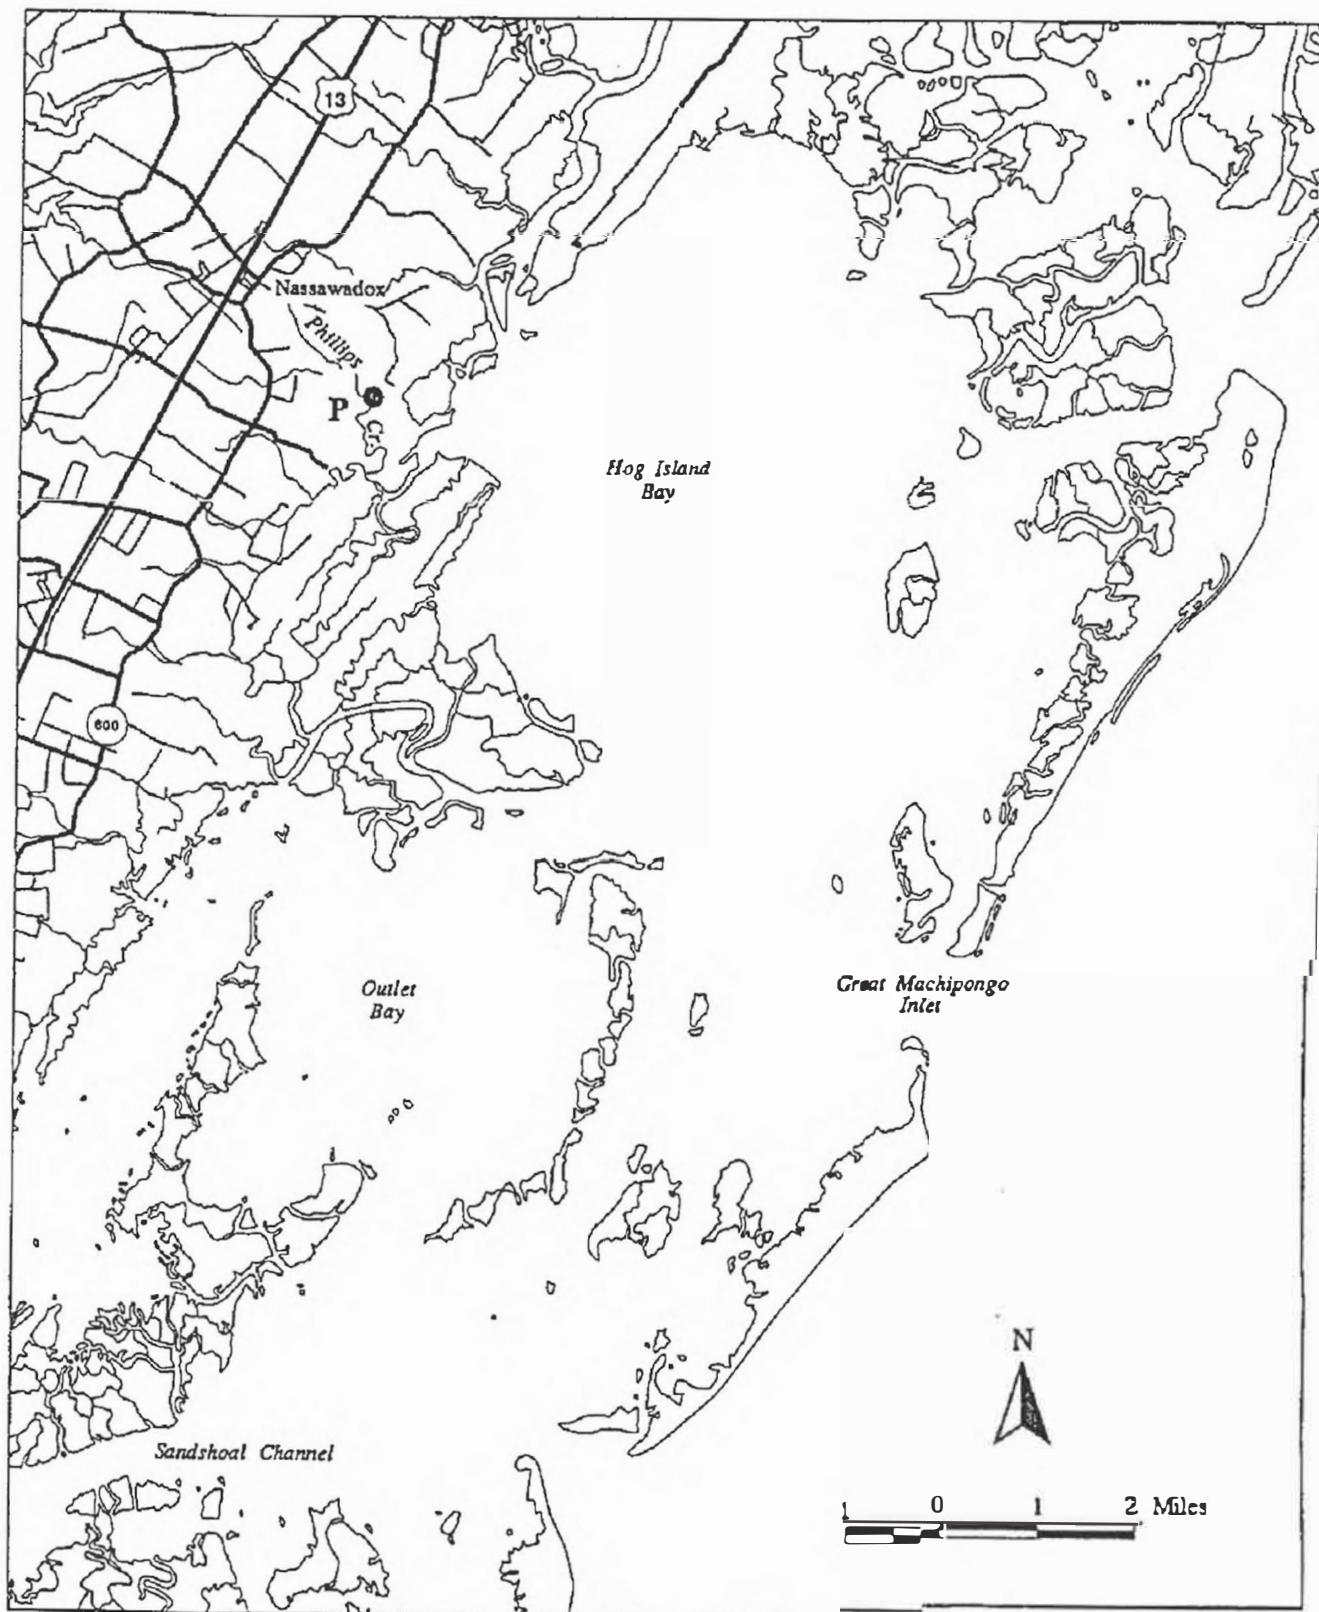 13
Nassawadox
Phillips
P
Cr.
Hog Island
Bay
600
Outlet
Bay
Great Machipongo
Inlet
N
Sandshoal Channel
1 0 1 2 Miles